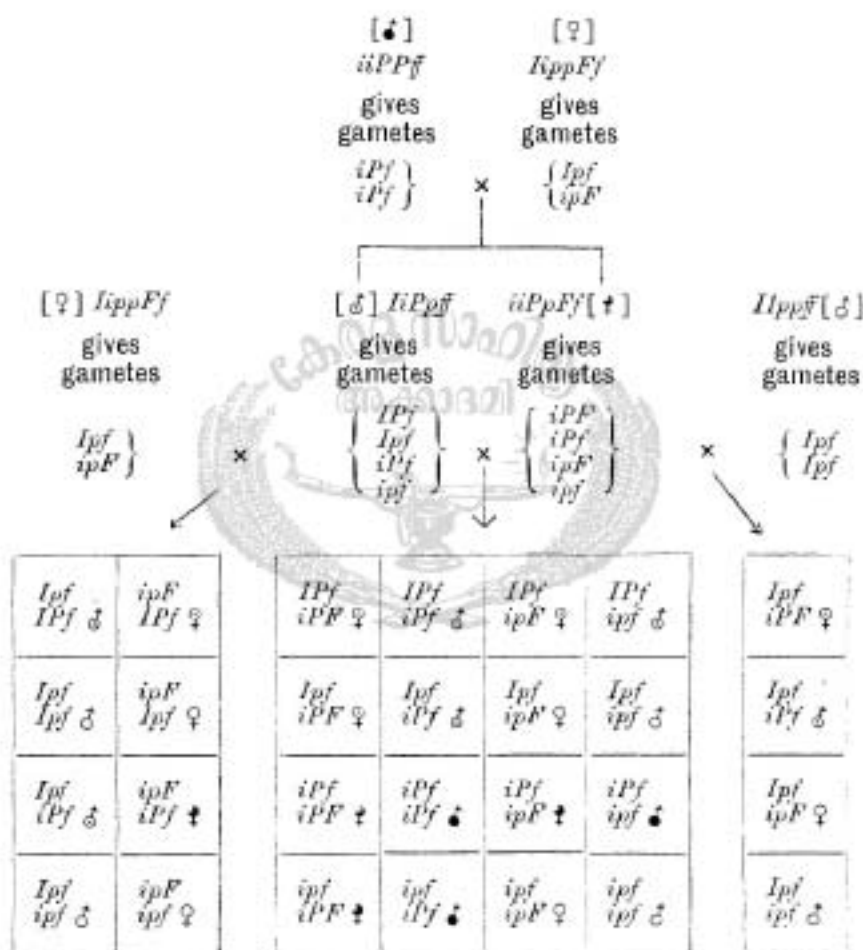 [♂] [♀]
iiPPff IippFf
gives gives
gametes gametes
iPf } { Ipf
iPf } × { ipF
[♀] IippFf [♂] IiPpff iiPpFf [♀] IIppff [♂]
gives gives gives gives
gametes gametes gametes gametes
കേരള സാഹിത്യ
അക്കാദമി
IPf iPF
Ipf Ipf iPf Ipf
ipF } × { iPf } × { ipF } × { Ipf
ipf ipf
Ipf ipF IPf IPf IPf IPf Ipf
IPf ♂ IPf ♀ iPF ♀ iPf ♂ ipF ♀ ipf ♂ iPF ♀
Ipf ipF Ipf Ipf Ipf Ipf Ipf
Ipf ♂ Ipf ♀ iPF ♀ iPf ♂ ipF ♀ ipf ♂ iPf ♂
Ipf ipF iPf iPf iPf iPf Ipf
iPf ♂ iPf ♀ iPF ♀ iPf ♂ ipF ♀ ipf ♂ ipF ♀
Ipf ipF ipf ipf ipf ipf Ipf
ipf ♂ ipf ♀ iPF ♀ iPf ♂ ipF ♀ ipf ♂ ipf ♂